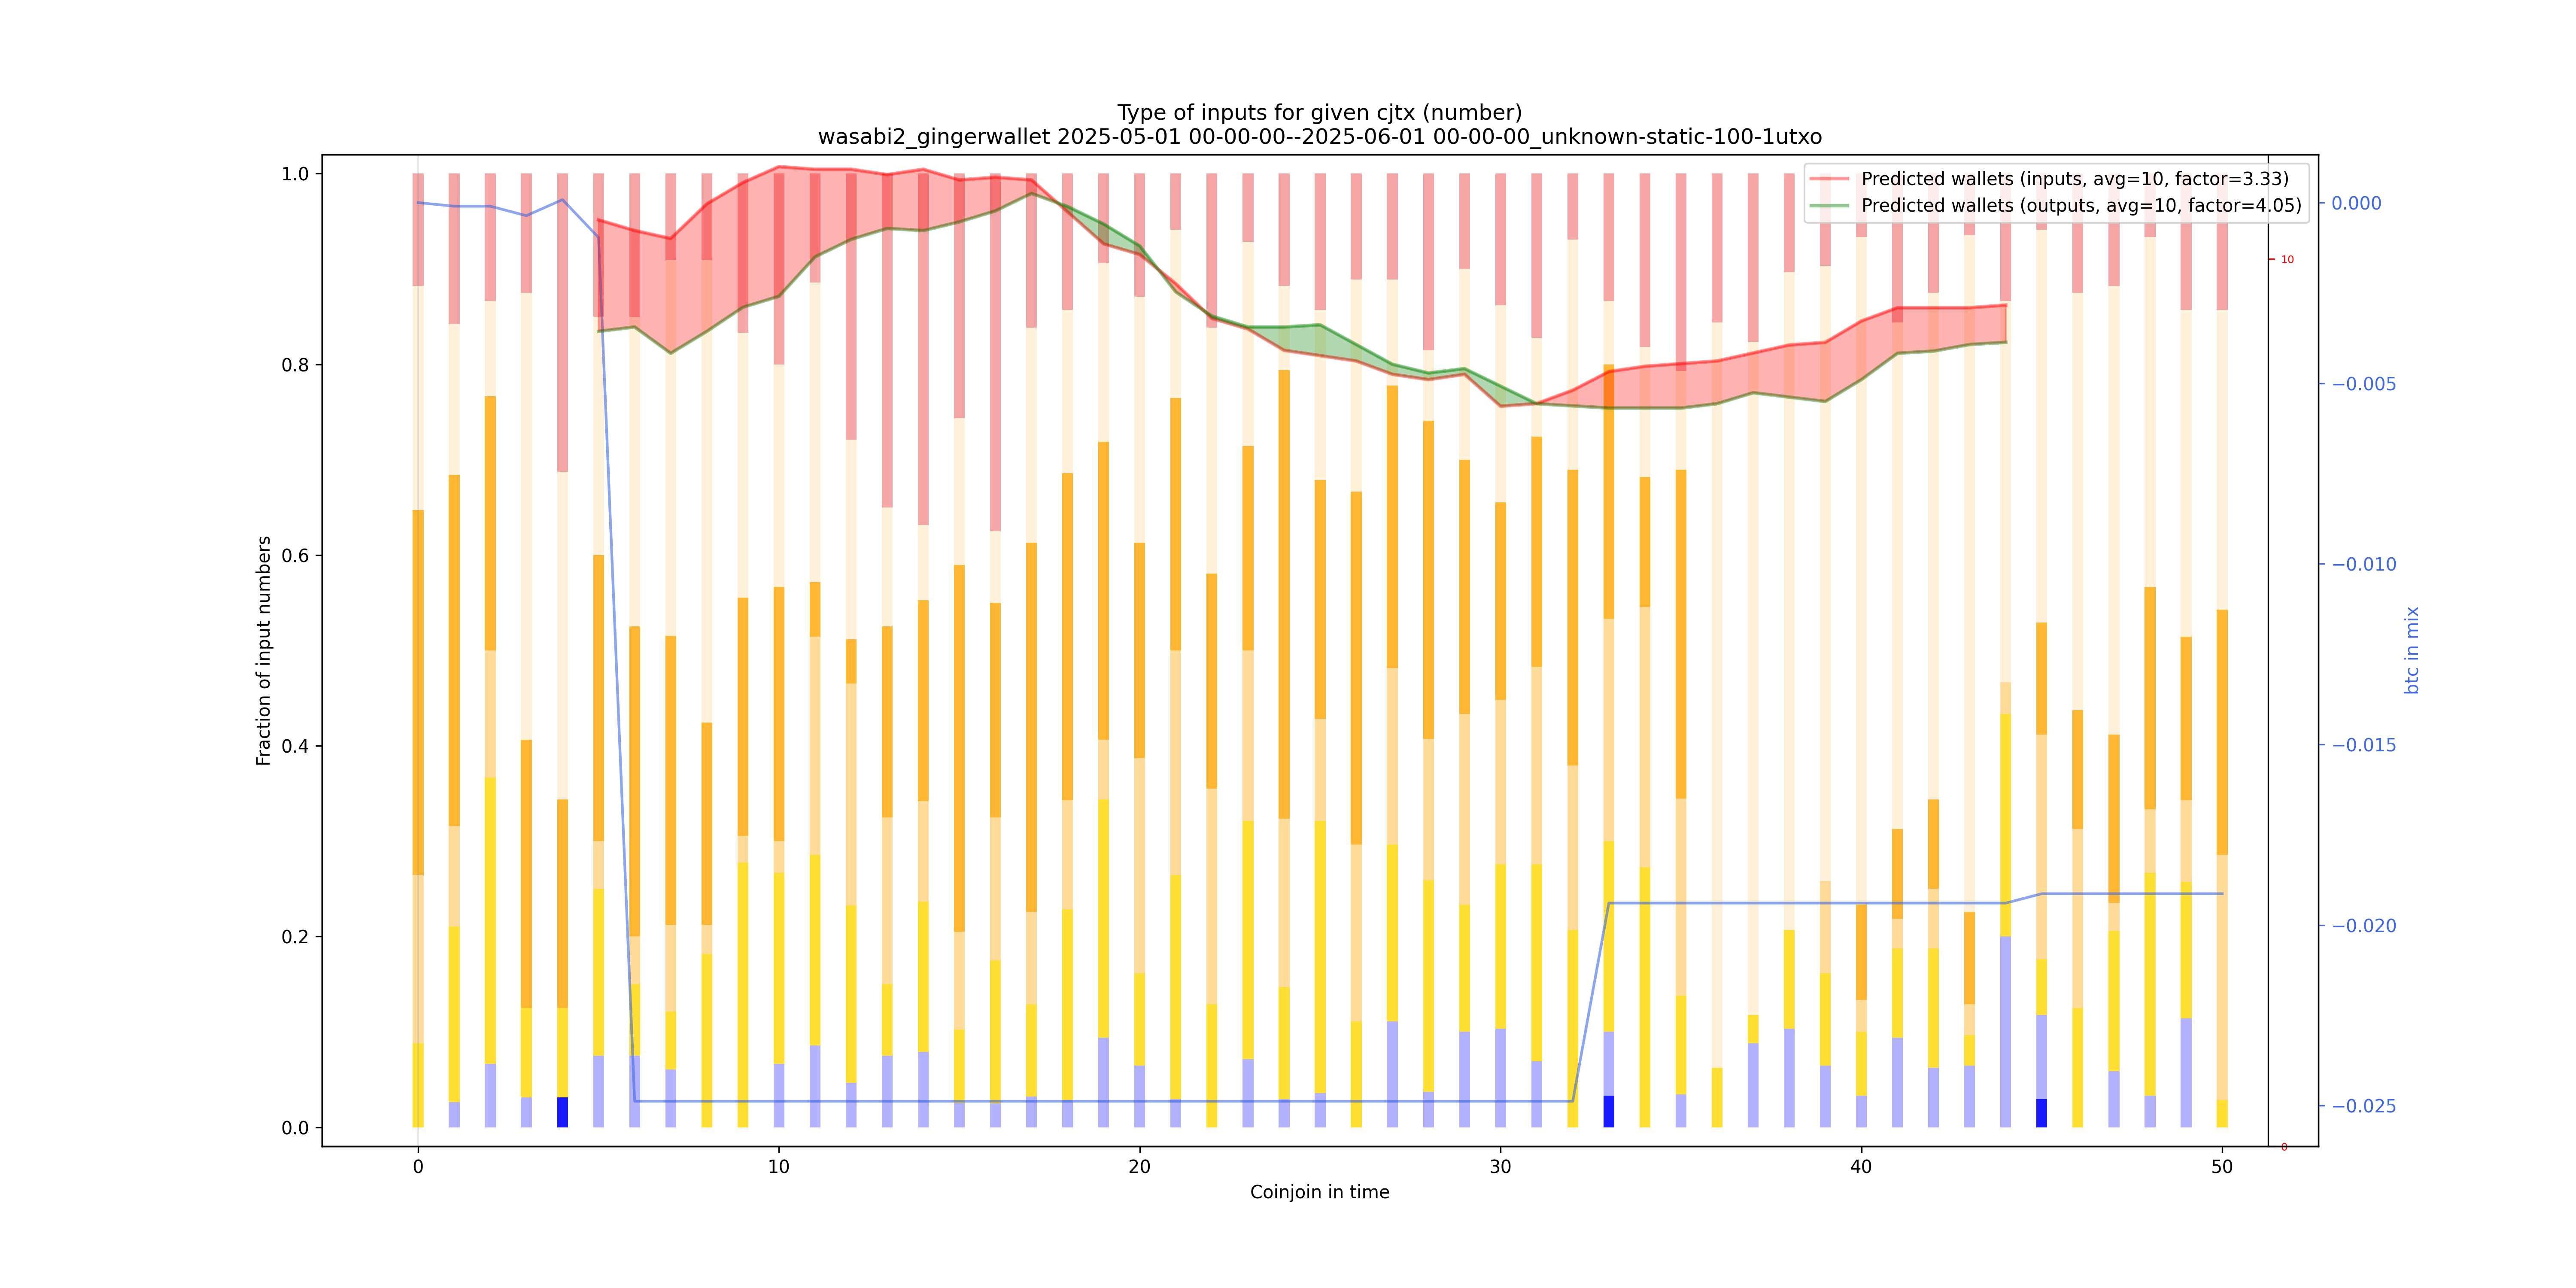 Type of inputs for given cjtx (number)
wasabi2_gingerwallet 2025-05-01 00-00-00--2025-06-01 00-00-00_unknown-static-100-1utxo
Predicted wallets (inputs, avg=10, factor=3.33)
Predicted wallets (outputs, avg=10, factor=4.05)
Fraction of input numbers
1.0
0.8
0.6
0.4
0.2
0.0
0
10
20
30
40
50
Coinjoin in time
10
0
0.000
−0.005
−0.010
−0.015
−0.020
−0.025
btc in mix